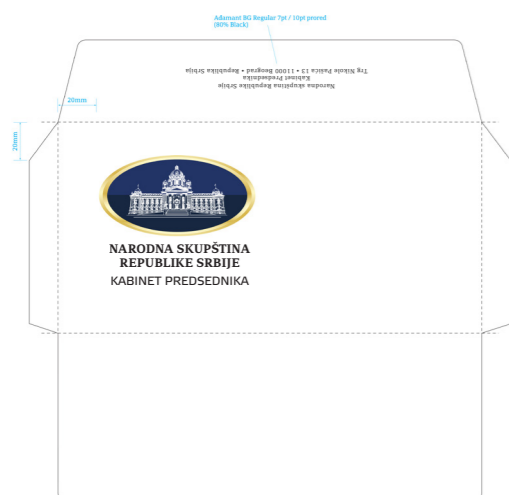 Adamant BG Regular 7pt / 10pt prored
(80% Black)
Narodna skupština Republike Srbije
Kabinet Predsednika
Trg Nikole Pašića 13 • 11000 Beograd • Republika Srbija
20mm
20mm
NARODNA SKUPŠTINA
REPUBLIKE SRBIJE
KABINET PREDSEDNIKA